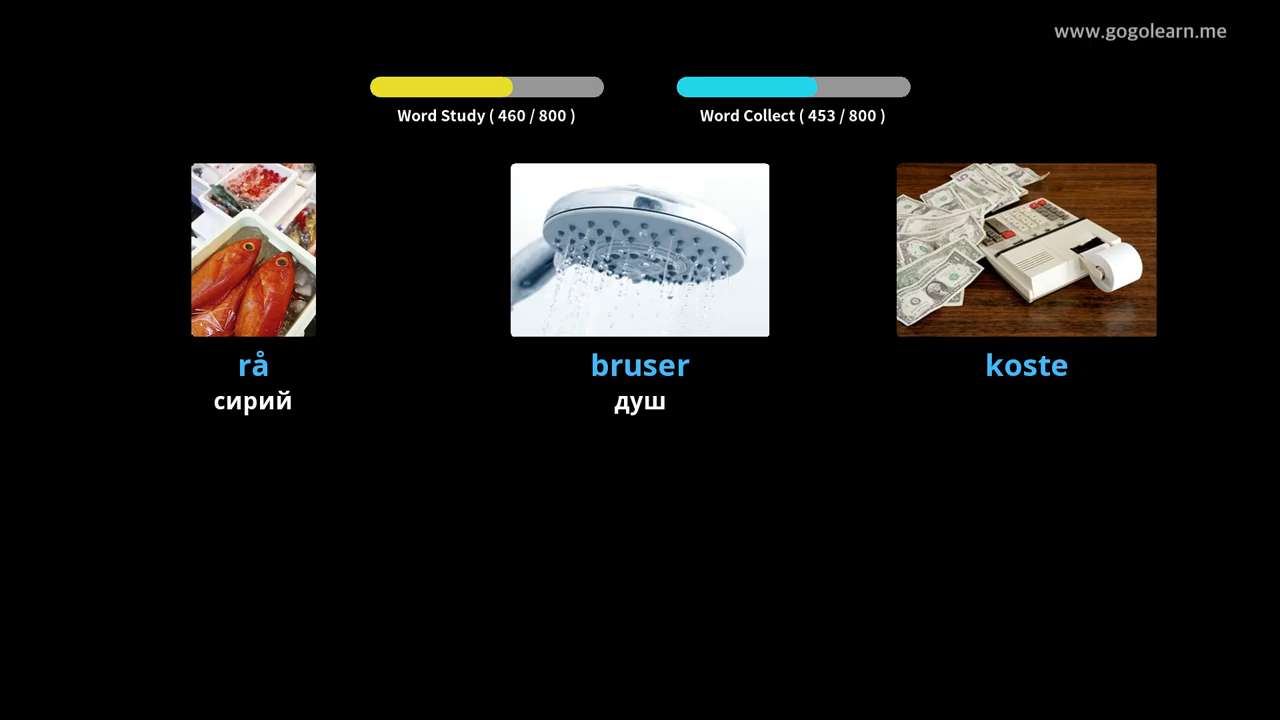 www.gogolearn.me
Word Study ( 460 / 800 )
Word Collect ( 453 / 800 )
rå
bruser
koste
сирий
душ